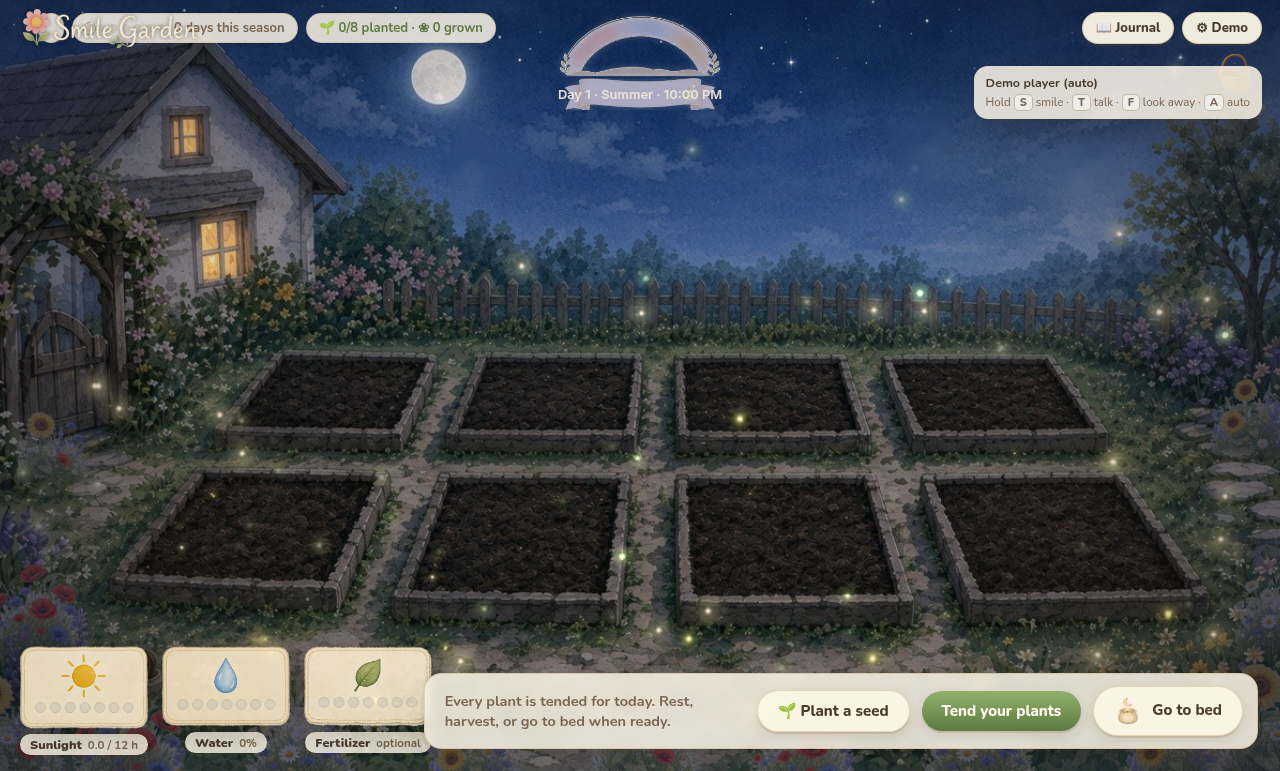 Smile Garden
days this season
🌱 0/8 planted · ❀ 0 grown
Day 1 · Summer · 10:00 PM
📖 Journal
⚙ Demo
Demo player (auto)
Hold S smile · T talk · F look away · A auto
Every plant is tended for today. Rest,
harvest, or go to bed when ready.
🌱 Plant a seed
Tend your plants
Go to bed
Sunlight 0.0 / 12 h
Water 0%
Fertilizer optional